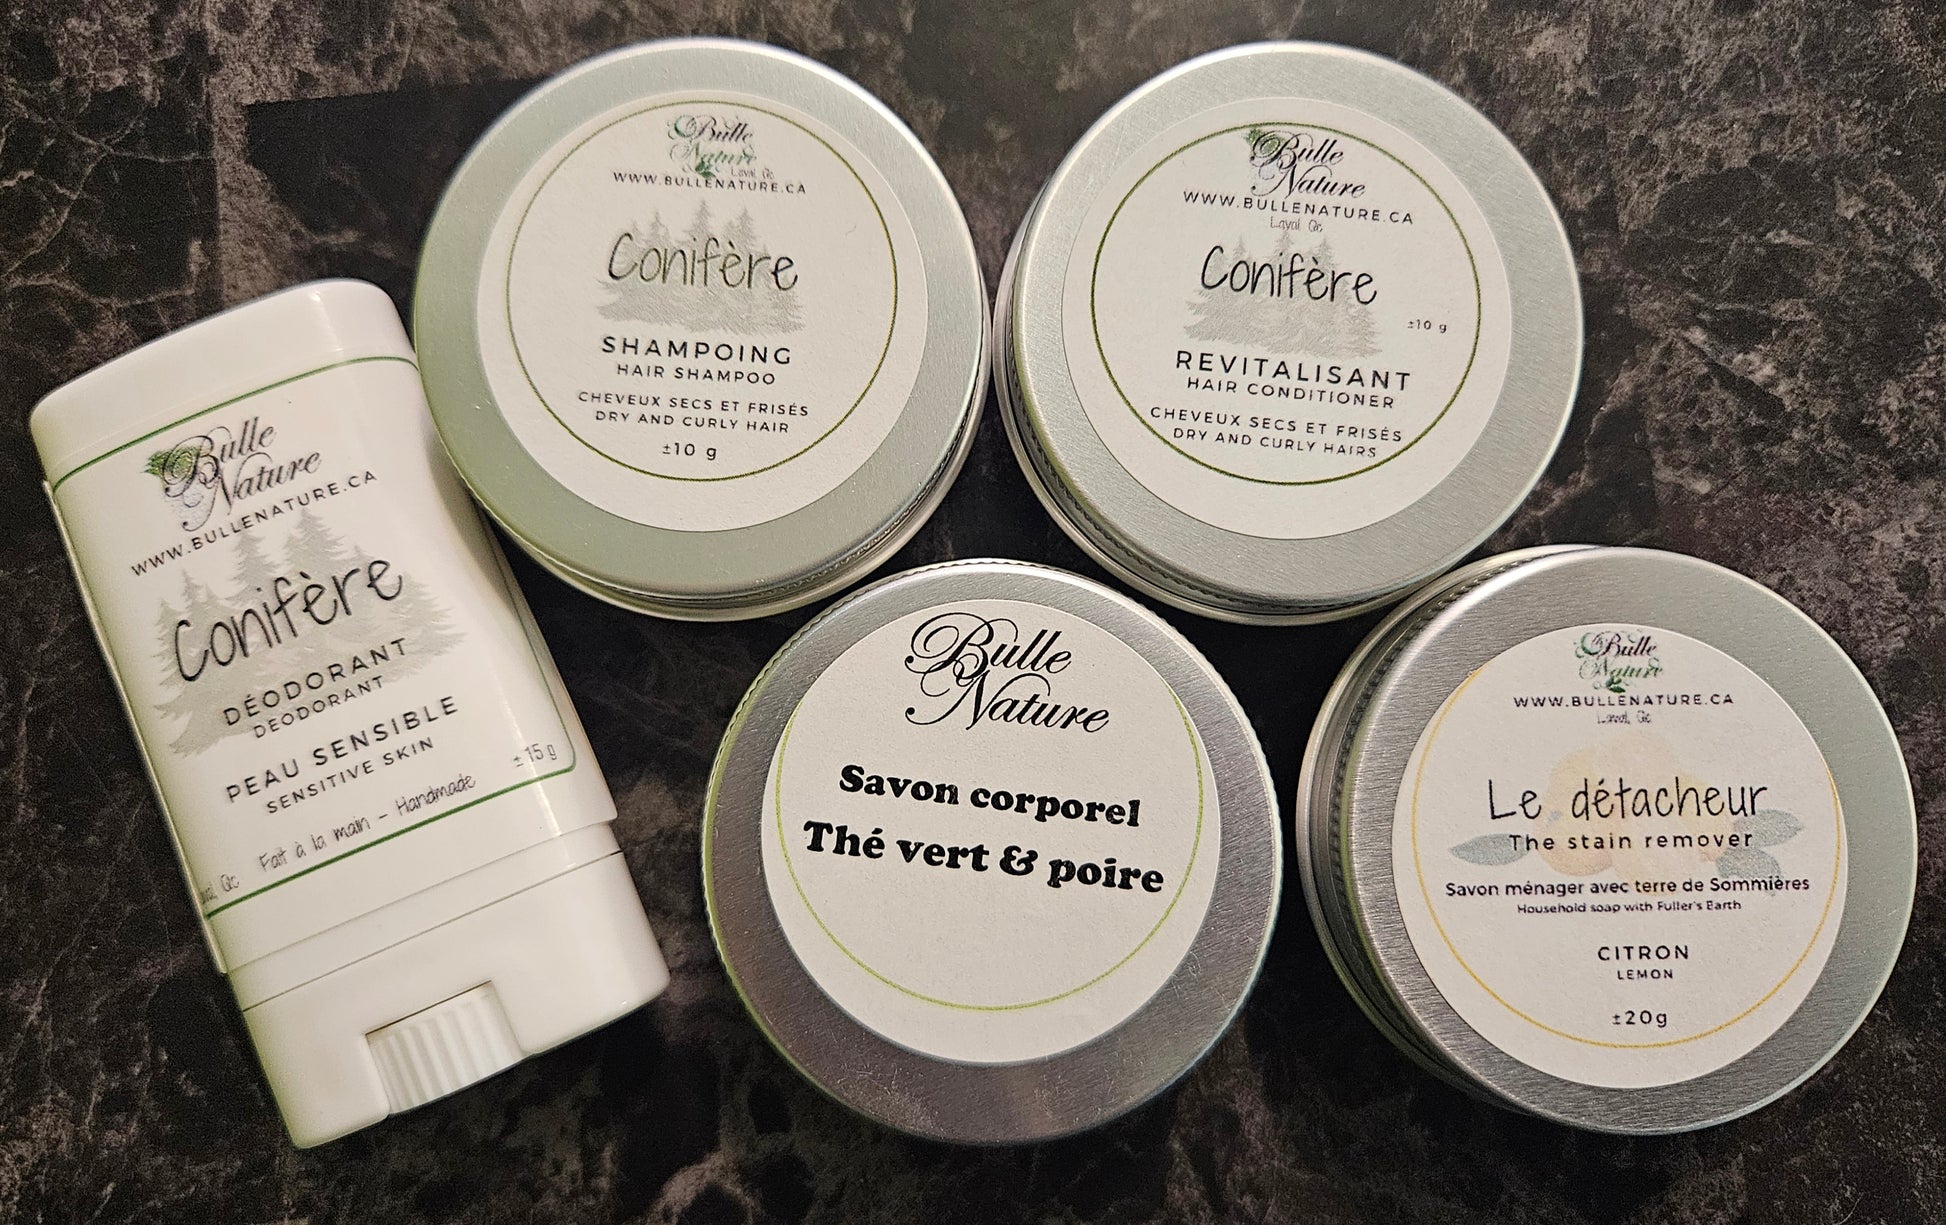 Bulle
Nature
WWW.BULLENATURE.CA
Conifère
DÉODORANT
DEODORANT
PEAU SENSIBLE
SENSITIVE SKIN
±15 g
Fait à la main - Handmade
Qc
Bulle
Nature
Laval, Qc
WWW.BULLENATURE.CA
Conifère
SHAMPOING
HAIR SHAMPOO
CHEVEUX SECS ET FRISÉS
DRY AND CURLY HAIR
±10 g
Bulle
Nature
WWW.BULLENATURE.CA
Laval, Qc
Conifère
±10 g
REVITALISANT
HAIR CONDITIONER
CHEVEUX SECS ET FRISÉS
DRY AND CURLY HAIRS
Bulle
Nature
Savon corporel
Thé vert & poire
Bulle
Nature
WWW.BULLENATURE.CA
Laval, Qc
Le détacheur
The stain remover
Savon ménager avec terre de Sommières
Household soap with Fuller's Earth
CITRON
LEMON
±20g